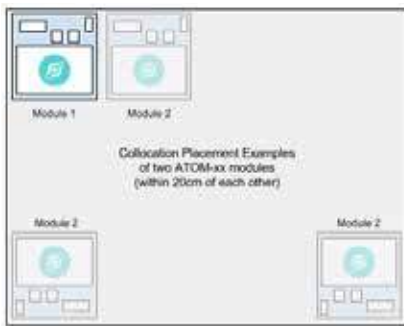 Module 1
Module 2
Collocation Placement Examples
of two ATOM-xx modules
(within 20cm of each other)
Module 2
Module 2